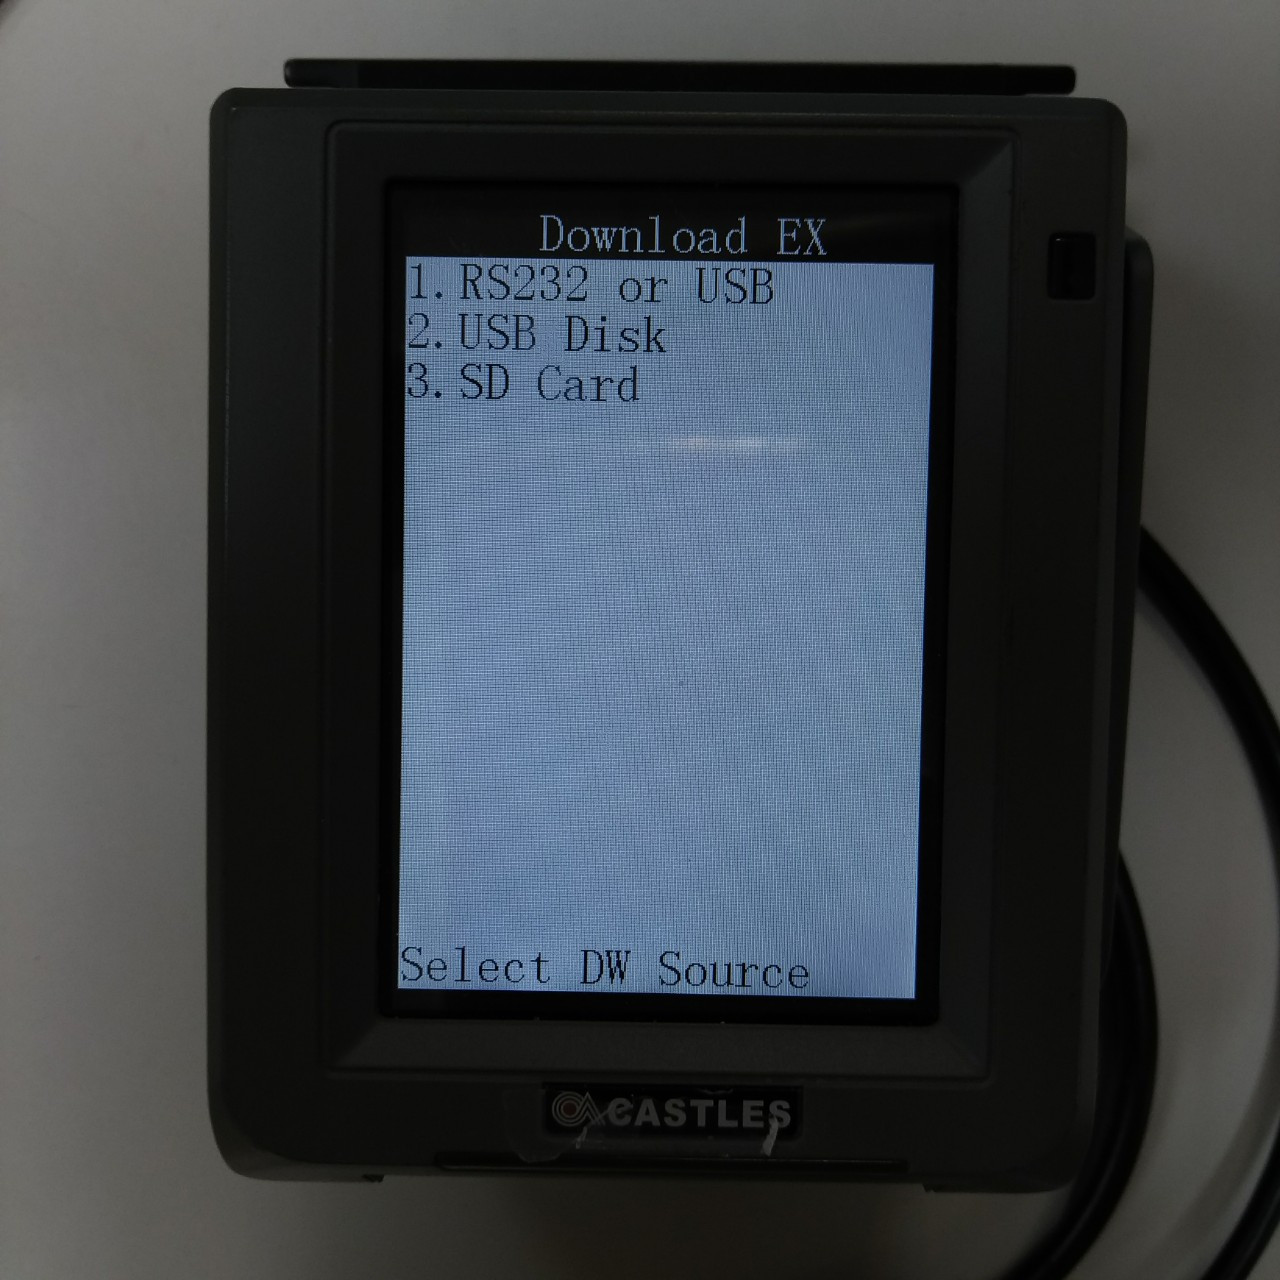 Download EX
1. RS232 or USB
2. USB Disk
3. SD Card
Select DW Source
CASTLES